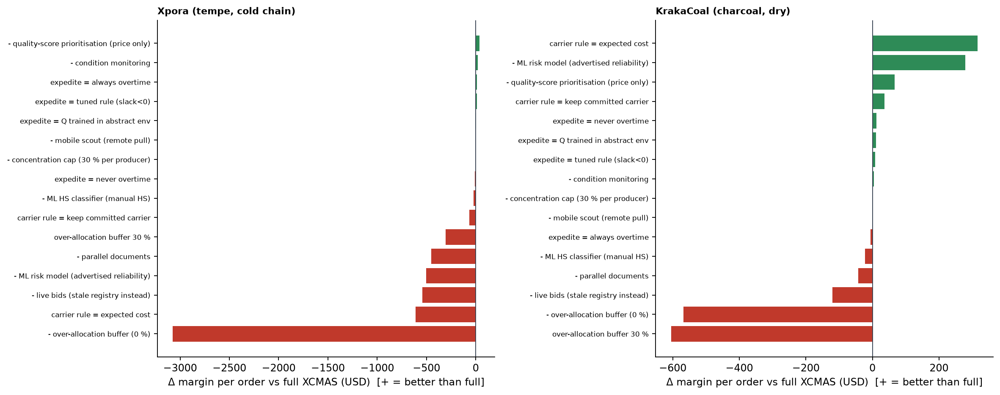 Xpora (tempe, cold chain)
- quality-score prioritisation (price only)
- condition monitoring
expedite = always overtime
expedite = tuned rule (slack<0)
expedite = Q trained in abstract env
- mobile scout (remote pull)
- concentration cap (30 % per producer)
expedite = never overtime
- ML HS classifier (manual HS)
carrier rule = keep committed carrier
over-allocation buffer 30 %
- parallel documents
- ML risk model (advertised reliability)
- live bids (stale registry instead)
carrier rule = expected cost
- over-allocation buffer (0 %)
−3000 −2500 −2000 −1500 −1000 −500 0
Δ margin per order vs full XCMAS (USD) [+ = better than full]
KrakaCoal (charcoal, dry)
carrier rule = expected cost
- ML risk model (advertised reliability)
- quality-score prioritisation (price only)
carrier rule = keep committed carrier
expedite = never overtime
expedite = Q trained in abstract env
expedite = tuned rule (slack<0)
- condition monitoring
- concentration cap (30 % per producer)
- mobile scout (remote pull)
expedite = always overtime
- ML HS classifier (manual HS)
- parallel documents
- live bids (stale registry instead)
- over-allocation buffer (0 %)
over-allocation buffer 30 %
−600 −400 −200 0 200
Δ margin per order vs full XCMAS (USD) [+ = better than full]